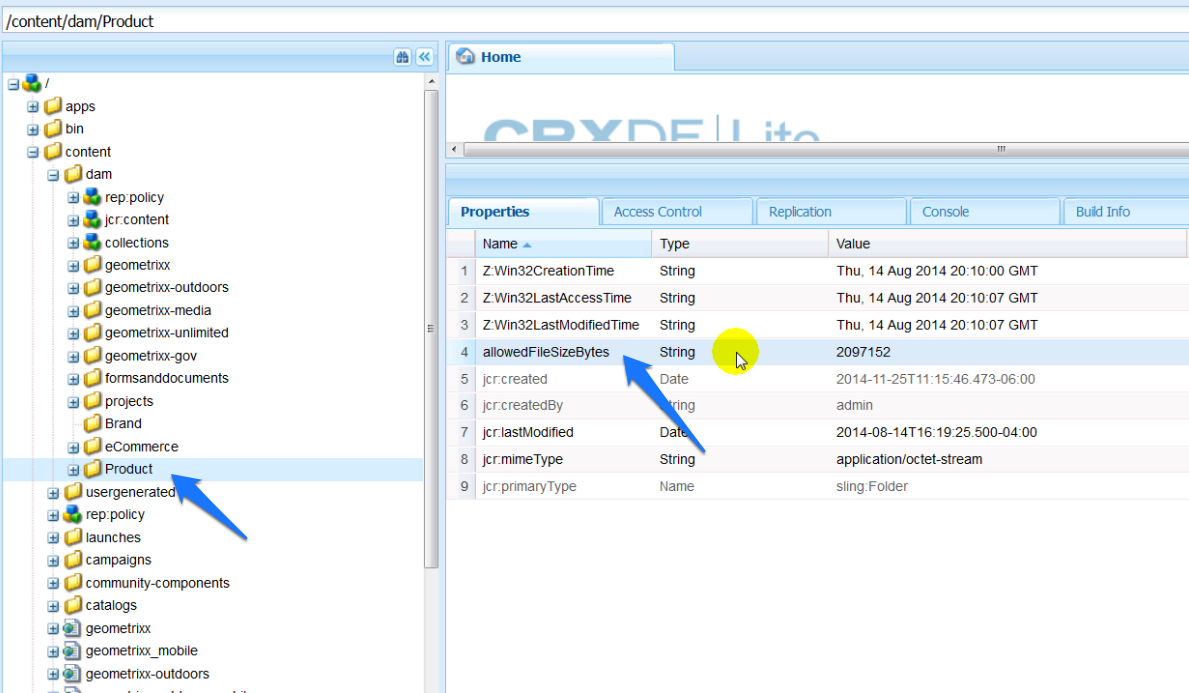 /content/dam/Product
Home
/
apps
bin
content
dam
rep:policy
jcr:content
collections
geometrixx
geometrixx-outdoors
geometrixx-media
geometrixx-unlimited
geometrixx-gov
formsanddocuments
projects
Brand
eCommerce
Product
usergenerated
rep:policy
launches
campaigns
community-components
catalogs
geometrixx
geometrixx_mobile
geometrixx-outdoors
CRXDE | Lite
Properties Access Control Replication Console Build Info
Name Type Value
1 Z:Win32CreationTime String Thu, 14 Aug 2014 20:10:00 GMT
2 Z:Win32LastAccessTime String Thu, 14 Aug 2014 20:10:07 GMT
3 Z:Win32LastModifiedTime String Thu, 14 Aug 2014 20:10:07 GMT
4 allowedFileSizeBytes String 2097152
5 jcr:created Date 2014-11-25T11:15:46.473-06:00
6 jcr:createdBy String admin
7 jcr:lastModified Date 2014-08-14T16:19:25.500-04:00
8 jcr:mimeType String application/octet-stream
9 jcr:primaryType Name sling:Folder